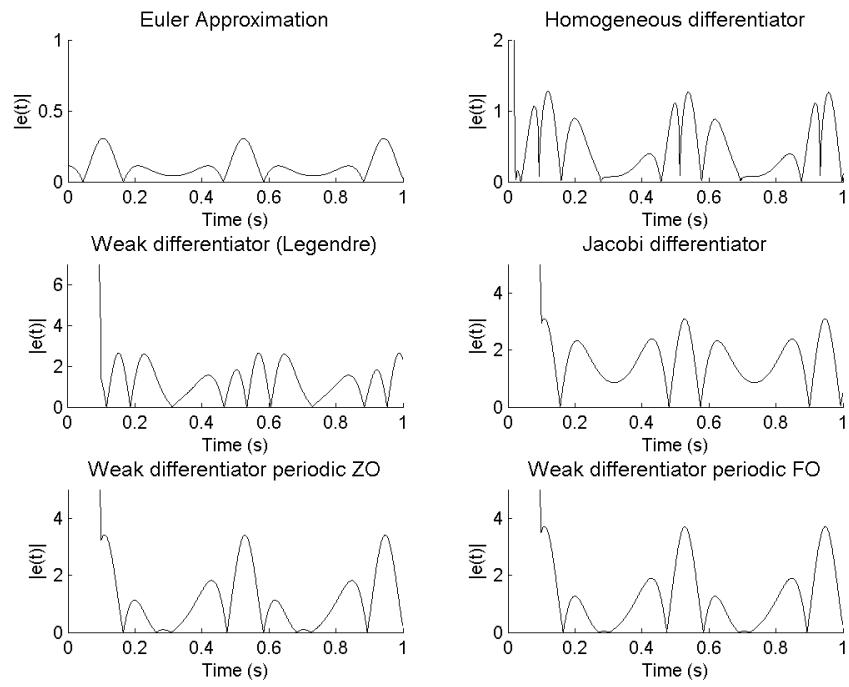 Euler Approximation
1
0.5
0
|e(t)|
0 0.2 0.4 0.6 0.8 1
Time (s)
Homogeneous differentiator
2
1
0
|e(t)|
0 0.2 0.4 0.6 0.8 1
Time (s)
Weak differentiator (Legendre)
6
4
2
0
|e(t)|
0 0.2 0.4 0.6 0.8 1
Time (s)
Jacobi differentiator
4
2
0
|e(t)|
0 0.2 0.4 0.6 0.8 1
Time (s)
Weak differentiator periodic ZO
4
2
0
|e(t)|
0 0.2 0.4 0.6 0.8 1
Time (s)
Weak differentiator periodic FO
4
2
0
|e(t)|
0 0.2 0.4 0.6 0.8 1
Time (s)